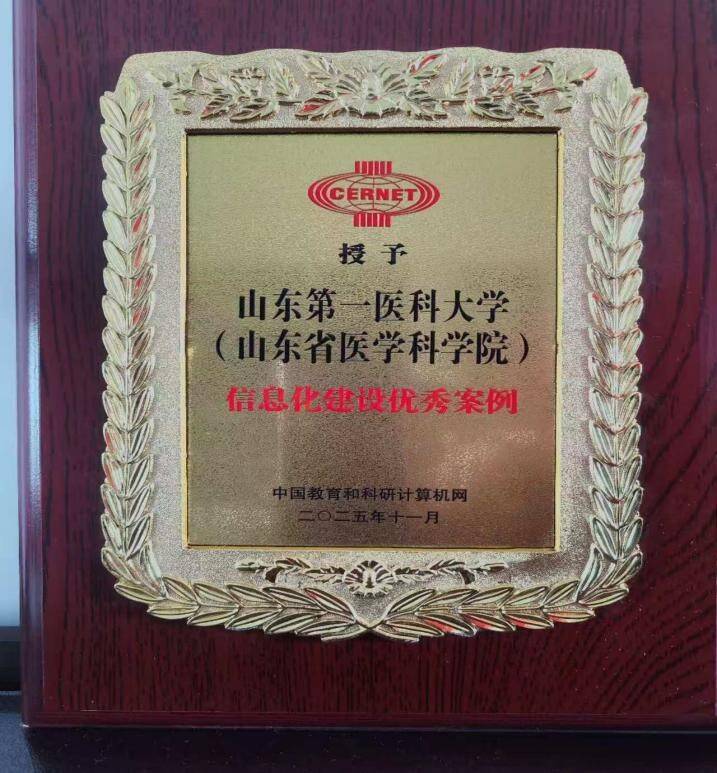 CERNET
授予
山东第一医科大学
（山东省医学科学院）
信息化建设优秀案例
中国教育和科研计算机网
二〇二五年十一月